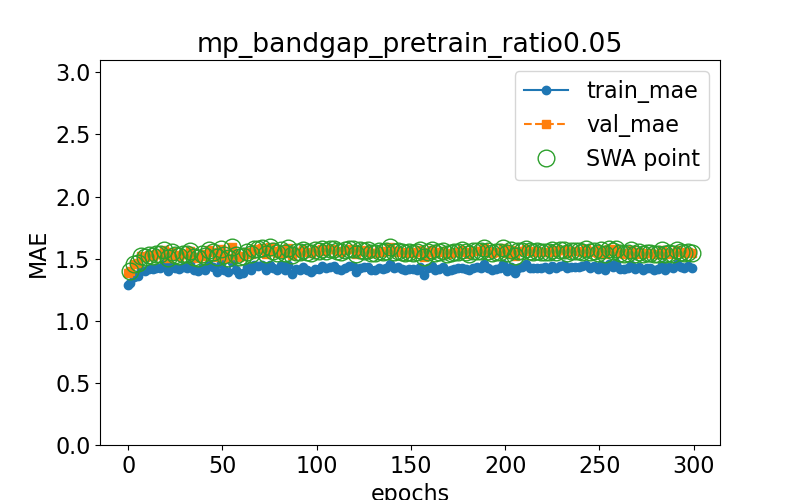 mp_bandgap_pretrain_ratio0.05
3.0
2.5
2.0
1.5
1.0
0.5
0.0
MAE
train_mae
val_mae
SWA point
0 50 100 150 200 250 300
epochs